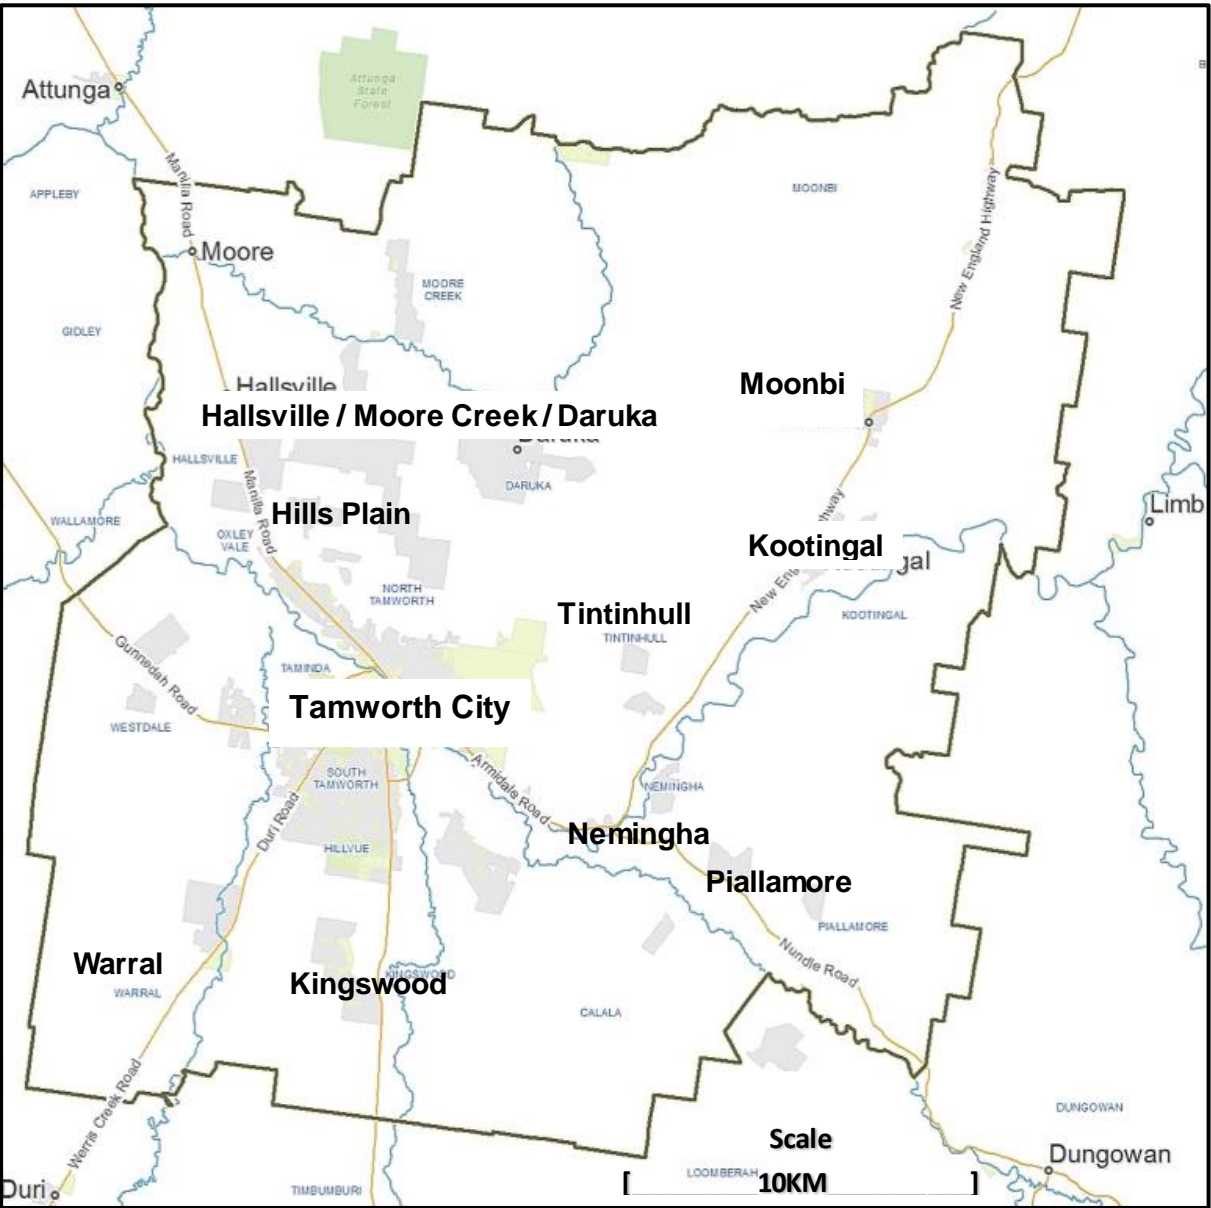 Attunga
Attunga
State
Forest
B
Manilla Road
APPLEBY
MOONBI
New England Highway
Moore
MOORE
CREEK
GIDLEY
Hallsville
Moonbi
Hallsville / Moore Creek / Daruka
HALLSVILLE
Manilla Road
DARUKA
Limb
WALLAMORE
Hills Plain
OXLEY
VALE
Kootingal
NORTH
TAMWORTH
KOOTINGAL
Tintinhull
TINTINHULL
Gunnedah Road
TAMINDA
Tamworth City
WESTDALE
SOUTH
TAMWORTH
Armidale Road
NEMINGHA
Duri Road
Nemingha
HILLVUE
Piallamore
PIALLAMORE
Nundle Road
Warral
WARRAL
Kingswood
KINGSWOOD
CALALA
Werris Creek Road
DUNGOWAN
Scale
Dungowan
LOOMBERAH
[ 10KM ]
Duri
TIMBUMBURI